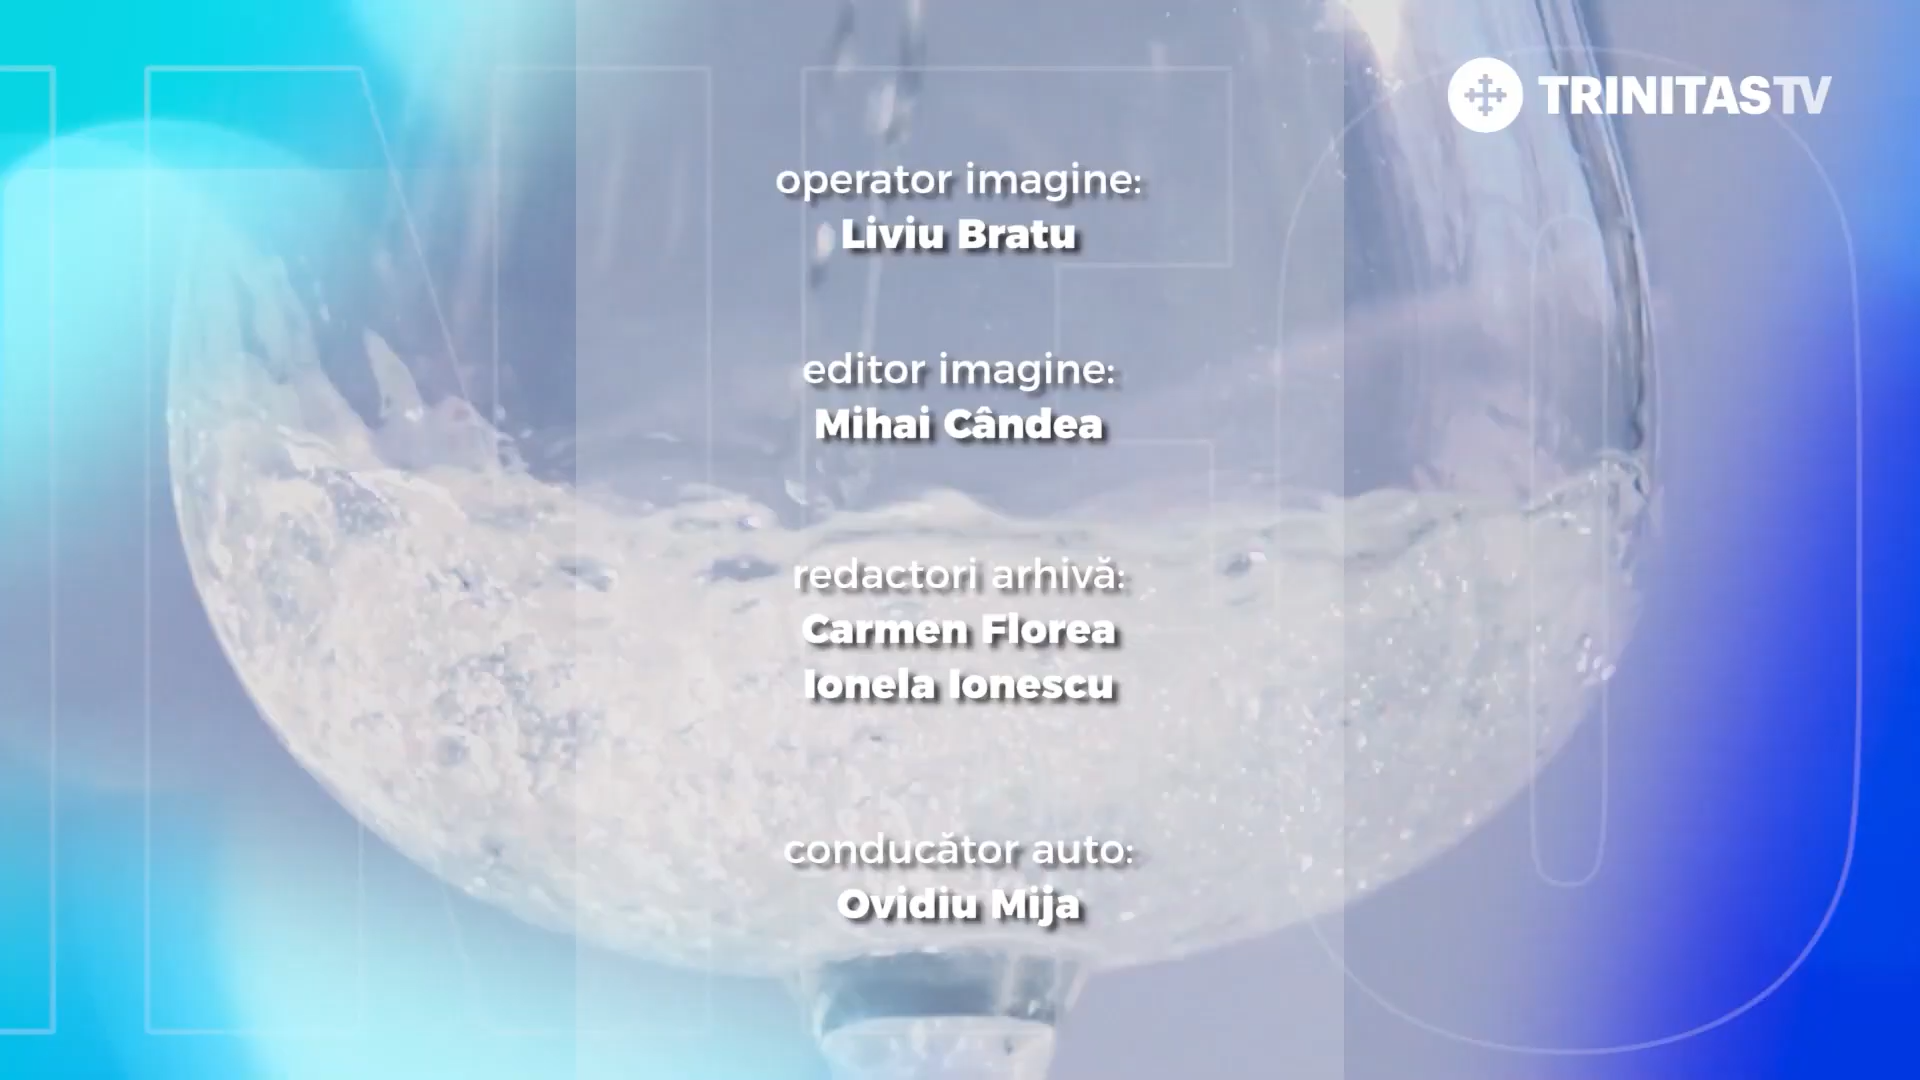 TRINITAS TV
operator imagine:
Liviu Bratu
editor imagine:
Mihai Cândea
redactori arhivă:
Carmen Florea
Ionela Ionescu
conducător auto:
Ovidiu Mija